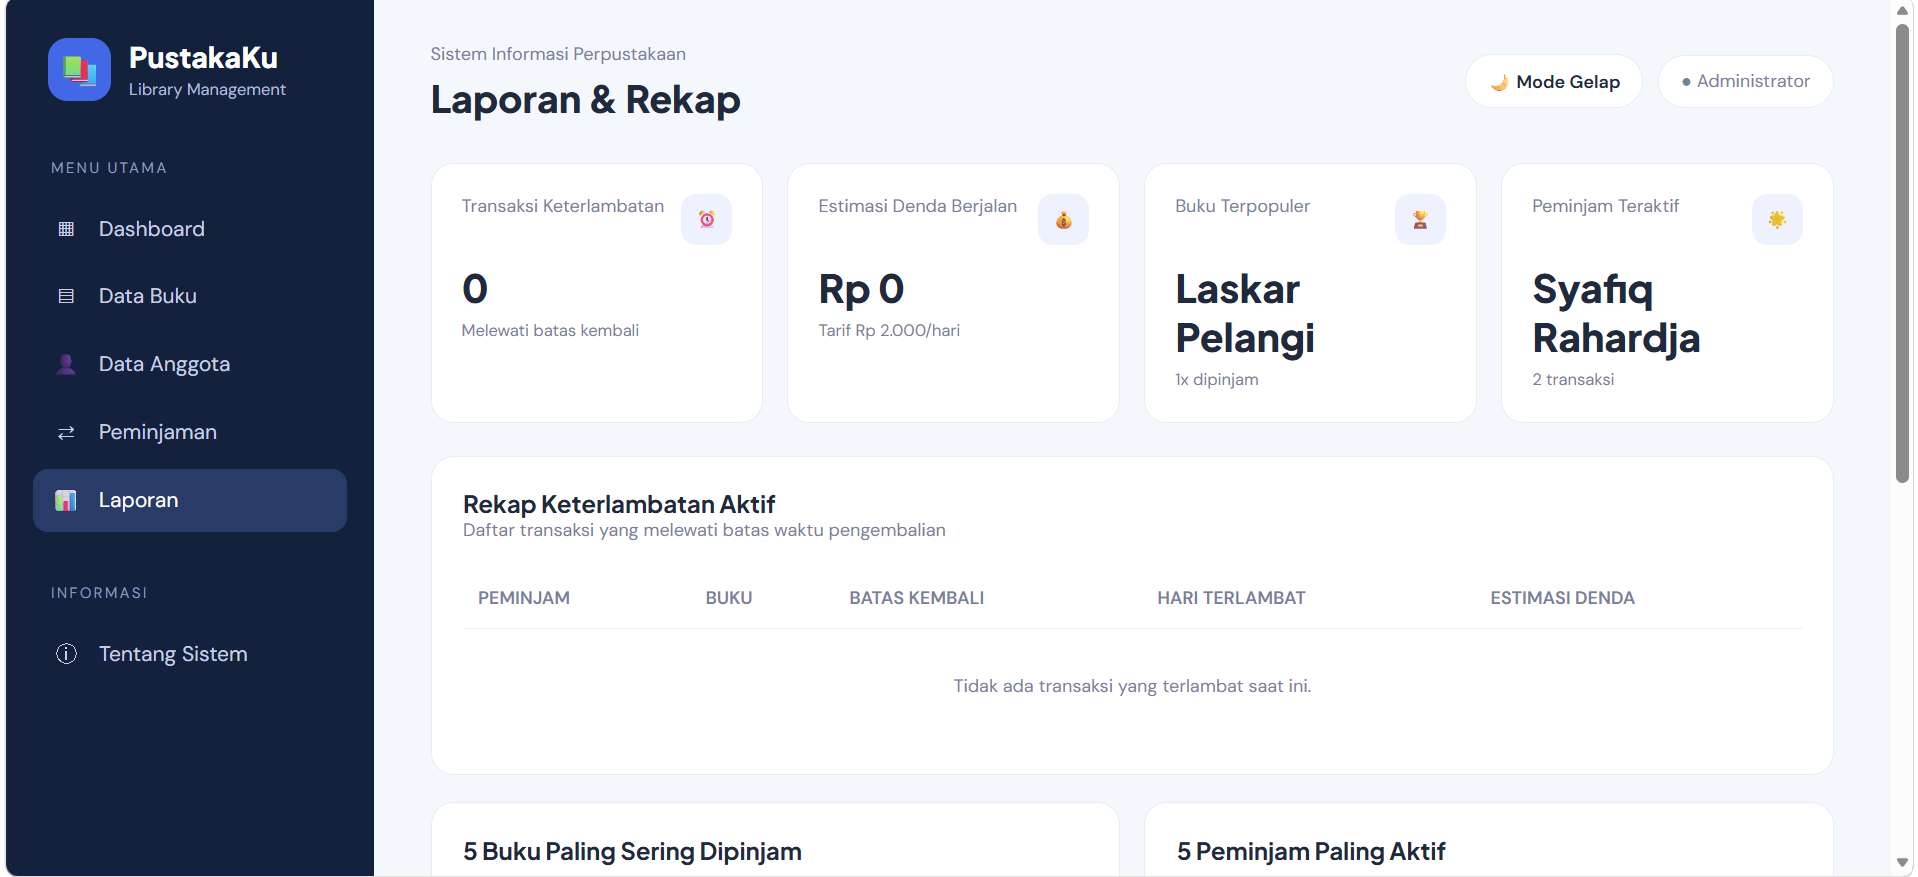 PustakaKu
Library Management
MENU UTAMA
Dashboard
Data Buku
Data Anggota
Peminjaman
Laporan
INFORMASI
Tentang Sistem
Sistem Informasi Perpustakaan
Laporan & Rekap
Mode Gelap
Administrator
Transaksi Keterlambatan
0
Melewati batas kembali
Estimasi Denda Berjalan
Rp 0
Tarif Rp 2.000/hari
Buku Terpopuler
Laskar
Pelangi
1x dipinjam
Peminjam Teraktif
Syafiq
Rahardja
2 transaksi
Rekap Keterlambatan Aktif
Daftar transaksi yang melewati batas waktu pengembalian
PEMINJAM BUKU BATAS KEMBALI HARI TERLAMBAT ESTIMASI DENDA
Tidak ada transaksi yang terlambat saat ini.
5 Buku Paling Sering Dipinjam
5 Peminjam Paling Aktif